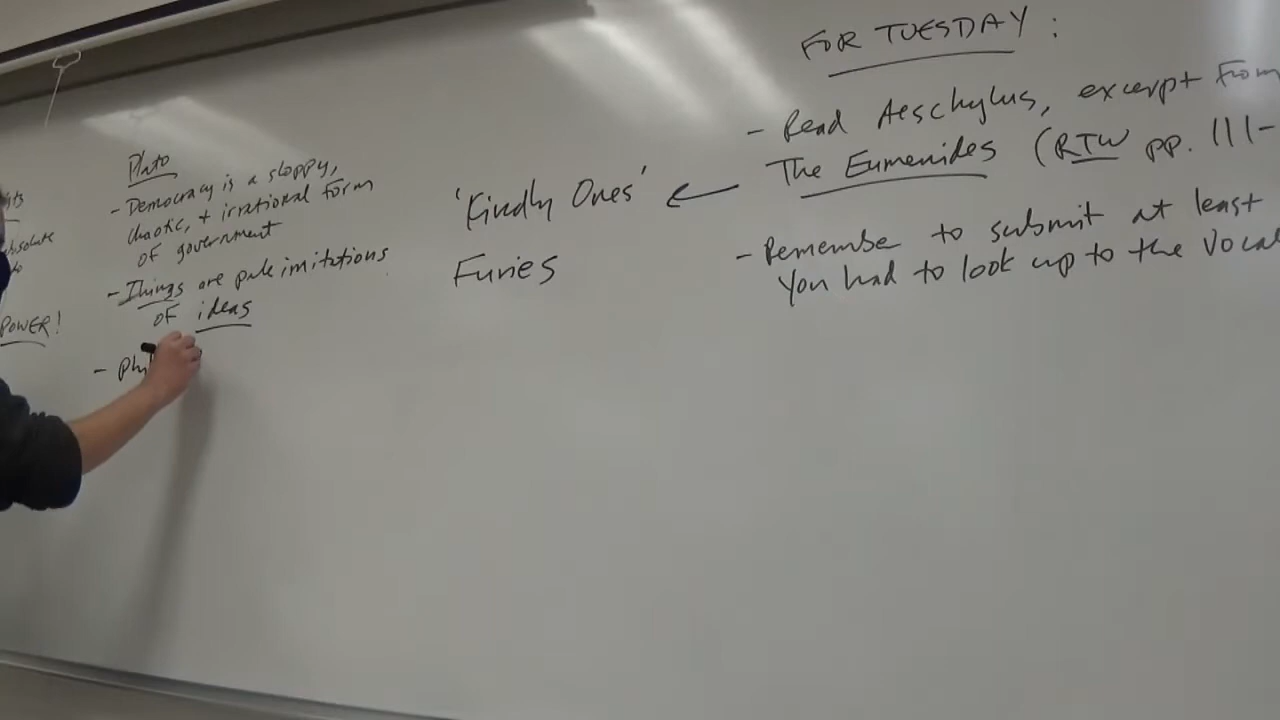 POWER!
Plato
- Democracy is a sloppy,
chaotic, + irrational form
of government
- Things are pale imitations
of ideas
'Kindly Ones' ←
Furies
FOR TUESDAY:
- Read Aeschylus, excerpt from
The Eumenides (RTW pp. 111-
- Remember to submit at least
you had to look up to the Vocab